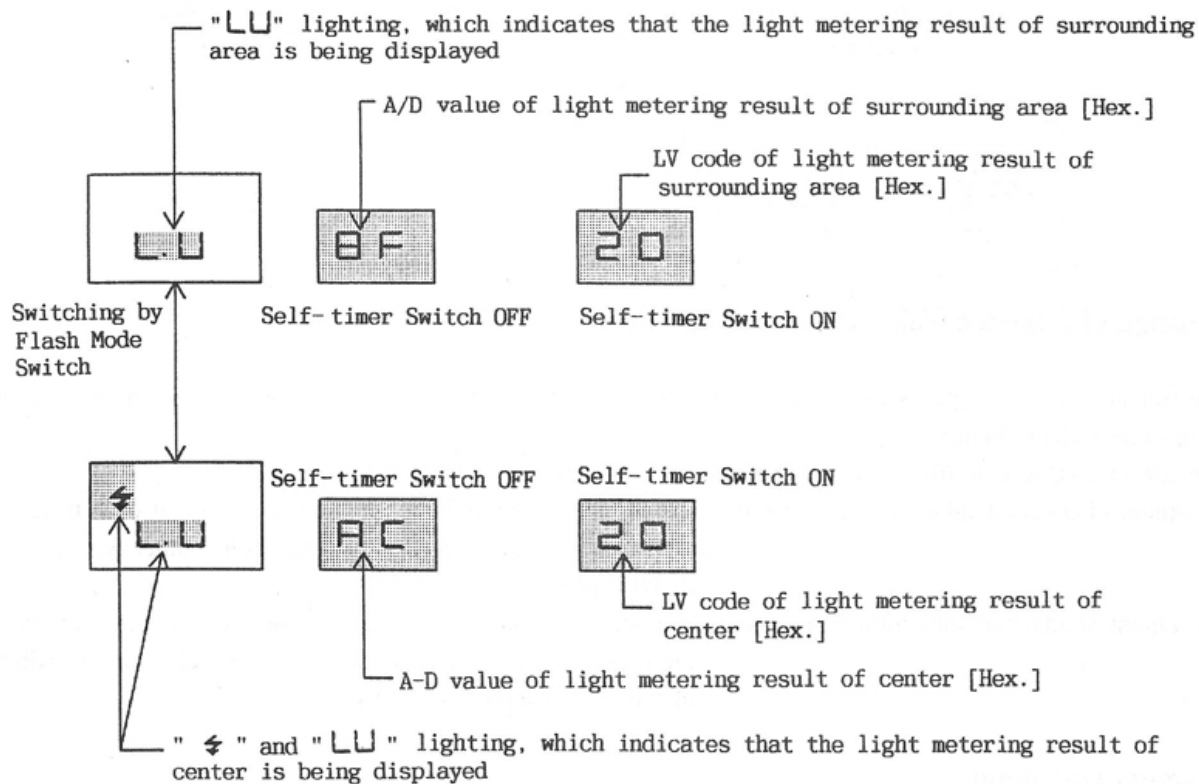 "LU" lighting, which indicates that the light metering result of surrounding
area is being displayed
A/D value of light metering result of surrounding area [Hex.]
LV code of light metering result of
surrounding area [Hex.]
L.U
8F
20
Switching by
Flash Mode
Switch
Self-timer Switch OFF
Self-timer Switch ON
Self-timer Switch OFF
Self-timer Switch ON
L.U
AC
20
LV code of light metering result of
center [Hex.]
A-D value of light metering result of center [Hex.]
" ⚡ " and "LU " lighting, which indicates that the light metering result of
center is being displayed